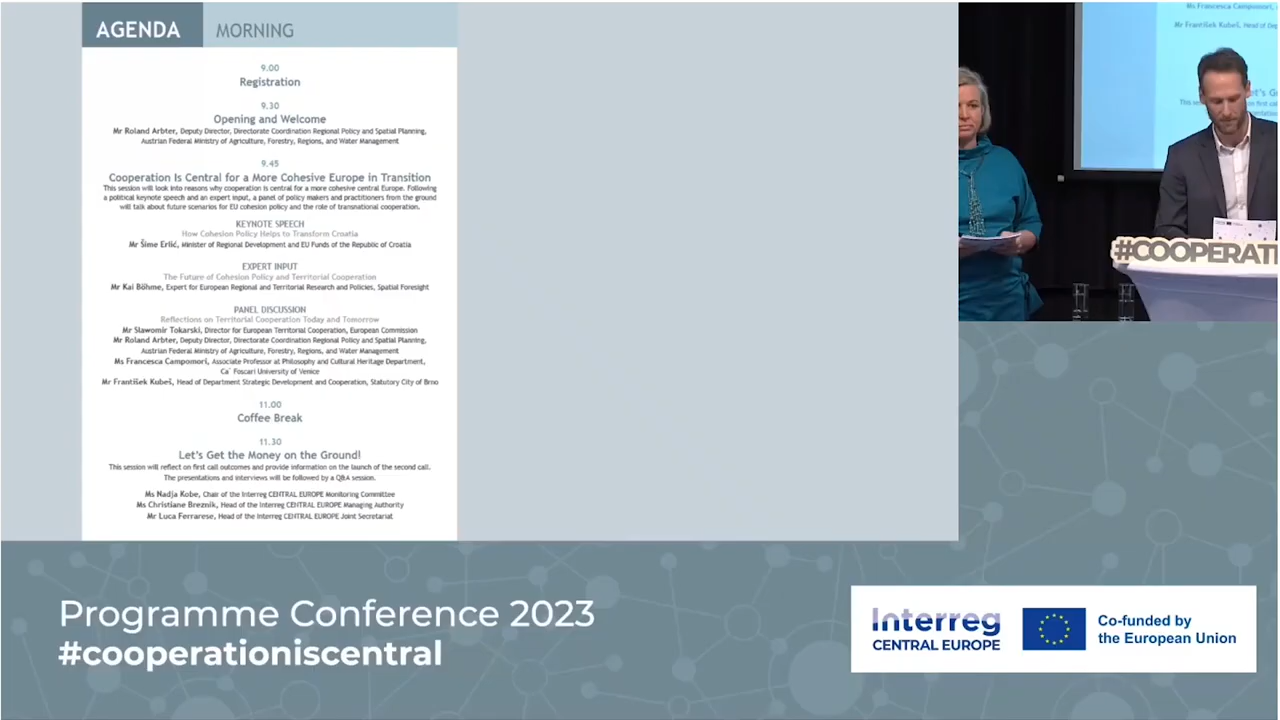 AGENDA MORNING
9.00
Registration
9.30
Opening and Welcome
Mr Roland Arbter, Deputy Director, Directorate Coordination Regional Policy and Spatial Planning,
Austrian Federal Ministry of Agriculture, Forestry, Regions, and Water Management
9.45
Cooperation Is Central for a More Cohesive Europe in Transition
This session will look into reasons why cooperation is central for a more cohesive central Europe. Following
a political keynote speech and an expert input, a panel of policy makers and practitioners from the ground
will talk about future scenarios for EU cohesion policy and the role of transnational cooperation.
KEYNOTE SPEECH
How Cohesion Policy Helps to Transform Croatia
Mr Šime Erlić, Minister of Regional Development and EU Funds of the Republic of Croatia
EXPERT INPUT
The Future of Cohesion Policy and Territorial Cooperation
Mr Kai Böhme, Expert for European Regional and Territorial Research and Policies, Spatial Foresight
PANEL DISCUSSION
Reflections on Territorial Cooperation Today and Tomorrow
Mr Slawomir Tokarski, Director for European Territorial Cooperation, European Commission
Mr Roland Arbter, Deputy Director, Directorate Coordination Regional Policy and Spatial Planning,
Austrian Federal Ministry of Agriculture, Forestry, Regions, and Water Management
Ms Francesca Campomori, Associate Professor at Philosophy and Cultural Heritage Department,
Ca' Foscari University of Venice
Mr František Kubeš, Head of Department Strategic Development and Cooperation, Statutory City of Brno
11.00
Coffee Break
11.30
Let's Get the Money on the Ground!
This session will reflect on first call outcomes and provide information on the launch of the second call.
The presentations and interviews will be followed by a Q&A session.
Ms Nadja Kobe, Chair of the Interreg CENTRAL EUROPE Monitoring Committee
Ms Christiane Breznik, Head of the Interreg CENTRAL EUROPE Managing Authority
Mr Luca Ferrarese, Head of the Interreg CENTRAL EUROPE Joint Secretariat
Ms Francesca Campomori,
Mr František Kubeš, Head of
#COOPERATI
Programme Conference 2023
#cooperationiscentral
Interreg
CENTRAL EUROPE
Co-funded by
the European Union